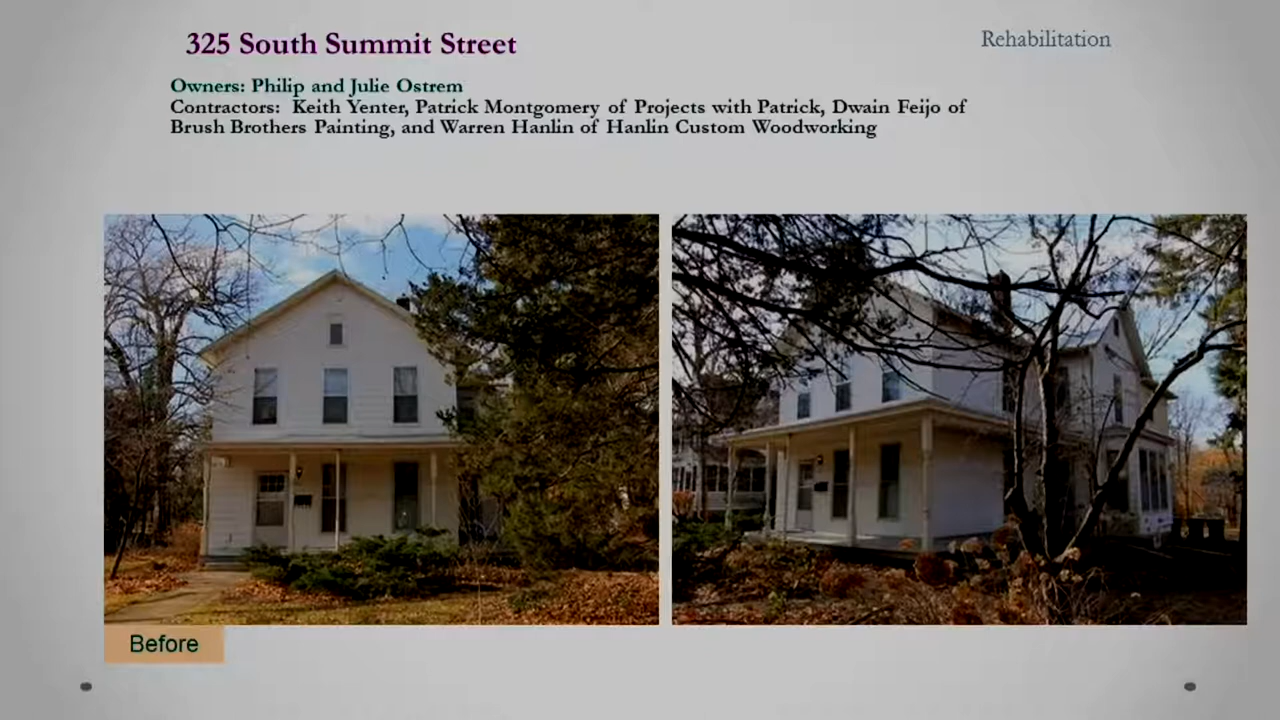 325 South Summit Street
Rehabilitation
Owners: Philip and Julie Ostrem
Contractors: Keith Yenter, Patrick Montgomery of Projects with Patrick, Dwain Feijo of
Brush Brothers Painting, and Warren Hanlin of Hanlin Custom Woodworking
Before